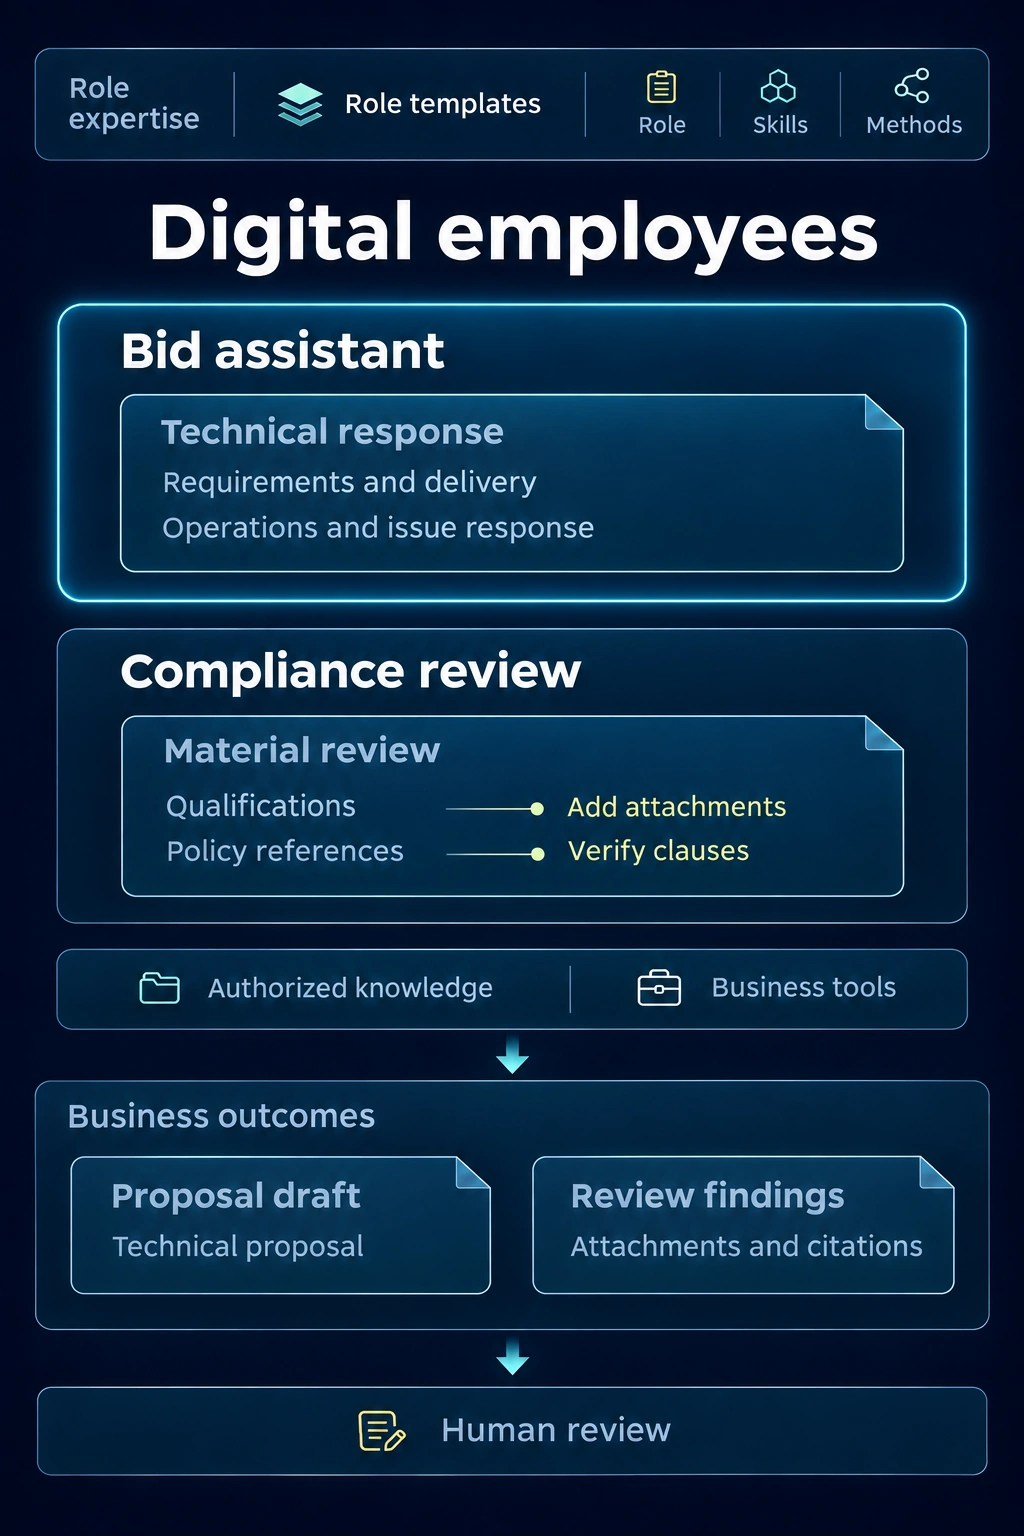 Role
expertise
Role templates
Role
Skills
Methods
Digital employees
Bid assistant
Technical response
Requirements and delivery
Operations and issue response
Compliance review
Material review
Qualifications
Add attachments
Policy references
Verify clauses
Authorized knowledge
Business tools
Business outcomes
Proposal draft
Technical proposal
Review findings
Attachments and citations
Human review